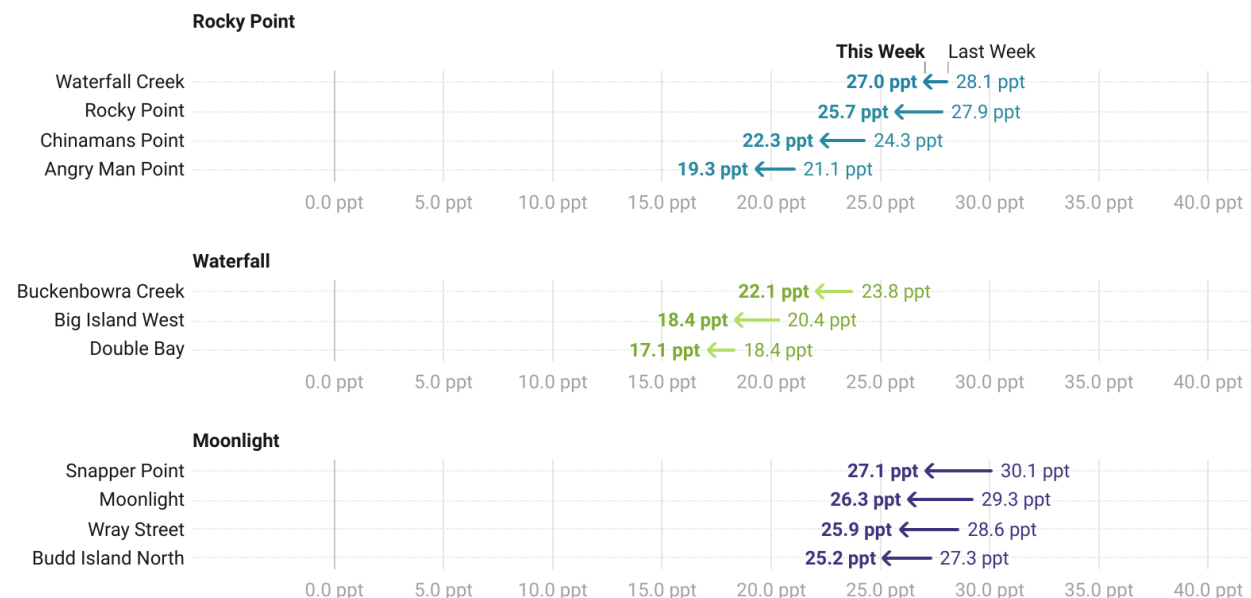 Rocky Point
This Week Last Week
Waterfall Creek 27.0 ppt 28.1 ppt
Rocky Point 25.7 ppt 27.9 ppt
Chinamans Point 22.3 ppt 24.3 ppt
Angry Man Point 19.3 ppt 21.1 ppt
0.0 ppt 5.0 ppt 10.0 ppt 15.0 ppt 20.0 ppt 25.0 ppt 30.0 ppt 35.0 ppt 40.0 ppt
Waterfall
Buckenbowra Creek 22.1 ppt 23.8 ppt
Big Island West 18.4 ppt 20.4 ppt
Double Bay 17.1 ppt 18.4 ppt
0.0 ppt 5.0 ppt 10.0 ppt 15.0 ppt 20.0 ppt 25.0 ppt 30.0 ppt 35.0 ppt 40.0 ppt
Moonlight
Snapper Point 27.1 ppt 30.1 ppt
Moonlight 26.3 ppt 29.3 ppt
Wray Street 25.9 ppt 28.6 ppt
Budd Island North 25.2 ppt 27.3 ppt
0.0 ppt 5.0 ppt 10.0 ppt 15.0 ppt 20.0 ppt 25.0 ppt 30.0 ppt 35.0 ppt 40.0 ppt